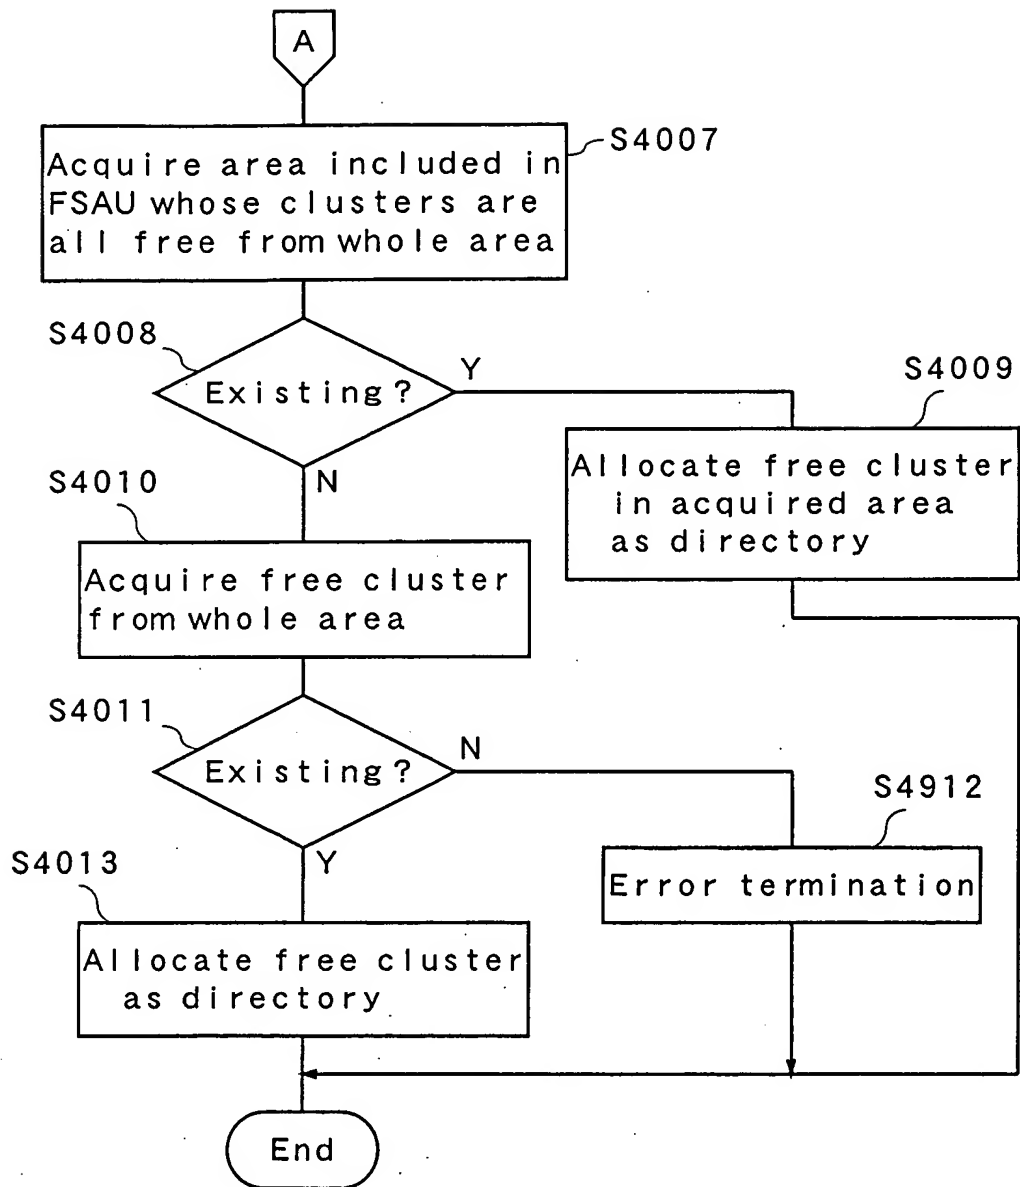 A
S4007
Acquire area included in
FSAU whose clusters are
all free from whole area
S4008
Existing?
Y
N
S4009
Allocate free cluster
in acquired area
as directory
S4010
Acquire free cluster
from whole area
S4011
Existing?
N
Y
S4912
Error termination
S4013
Allocate free cluster
as directory
End